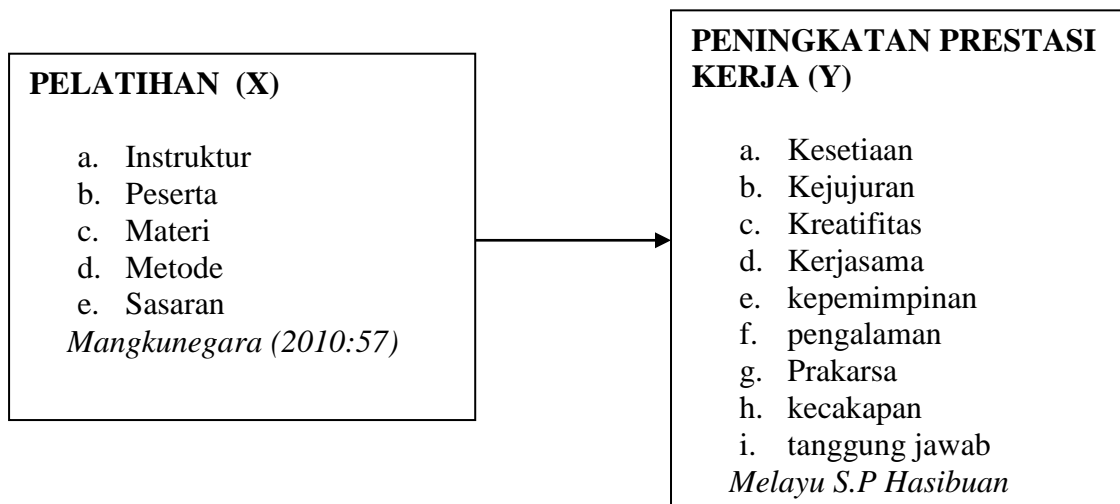 PELATIHAN (X)
a. Instruktur
b. Peserta
c. Materi
d. Metode
e. Sasaran
Mangkunegara (2010:57)
PENINGKATAN PRESTASI
KERJA (Y)
a. Kesetiaan
b. Kejujuran
c. Kreatifitas
d. Kerjasama
e. kepemimpinan
f. pengalaman
g. Prakarsa
h. kecakapan
i. tanggung jawab
Melayu S.P Hasibuan